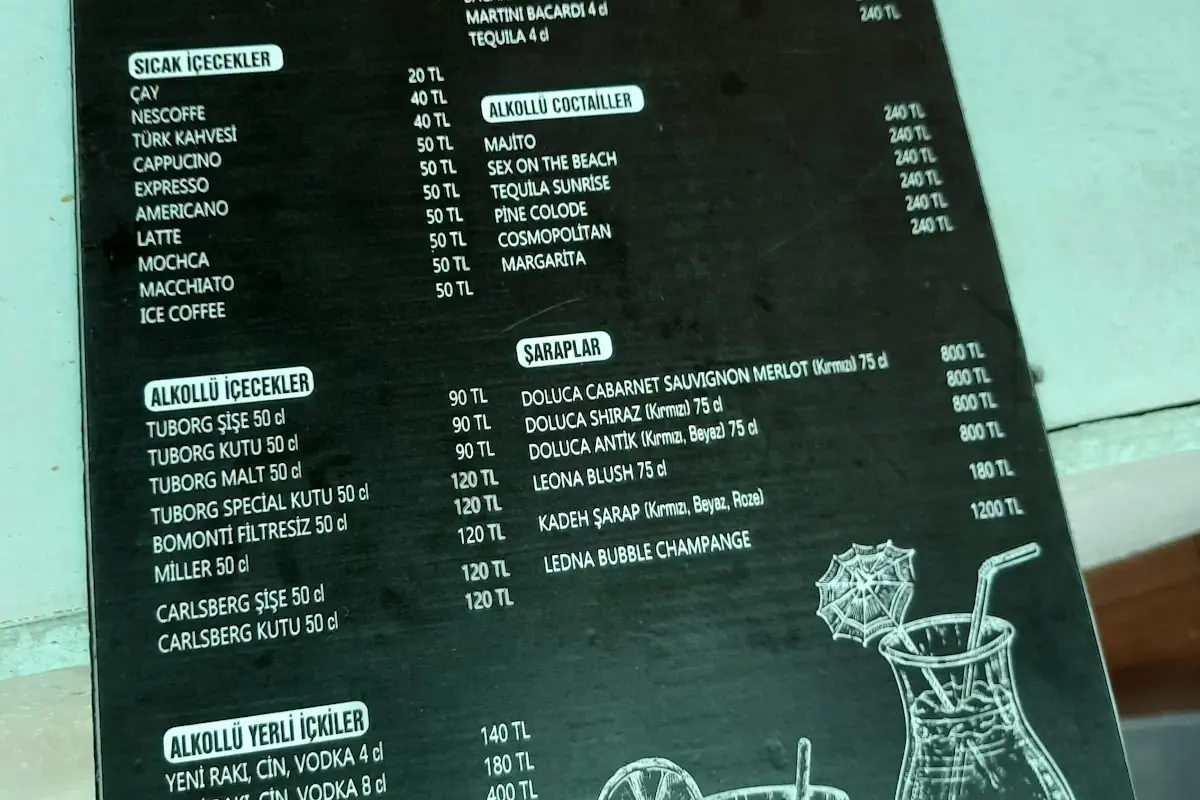 SICAK İÇECEKLER
ÇAY 20 TL
NESCOFFE 40 TL
TÜRK KAHVESİ 40 TL
CAPPUCINO 50 TL
EXPRESSO 50 TL
AMERICANO 50 TL
LATTE 50 TL
MOCHCA 50 TL
MACCHIATO 50 TL
ICE COFFEE 50 TL
ALKOLLÜ İÇECEKLER
TUBORG ŞİŞE 50 cl 90 TL
TUBORG KUTU 50 cl 90 TL
TUBORG MALT 50 cl 90 TL
TUBORG SPECİAL KUTU 50 cl 120 TL
BOMONTİ FİLTRESİZ 50 cl 120 TL
MİLLER 50 cl 120 TL
CARLSBERG ŞİŞE 50 cl 120 TL
CARLSBERG KUTU 50 cl 120 TL
ALKOLLÜ YERLİ İÇKİLER
YENİ RAKI, CİN, VODKA 4 cl 140 TL
RAKI, CİN, VODKA 8 cl 180 TL
400 TL
MARTINI BACARDI 4 cl
TEQUILA 4 cl 240 TL
ALKOLLÜ COCTAİLLER
MAJİTO 240 TL
SEX ON THE BEACH 240 TL
TEQUİLA SUNRİSE 240 TL
PİNE COLODE 240 TL
COSMOPOLİTAN 240 TL
MARGARİTA 240 TL
ŞARAPLAR
DOLUCA CABARNET SAUVIGNON MERLOT (Kırmızı) 75 cl 800 TL
DOLUCA SHIRAZ (Kırmızı) 75 cl 800 TL
DOLUCA ANTİK (Kırmızı, Beyaz) 75 cl 800 TL
LEONA BLUSH 75 cl 800 TL
KADEH ŞARAP (Kırmızı, Beyaz, Roze) 180 TL
LEDNA BUBBLE CHAMPANGE 1200 TL